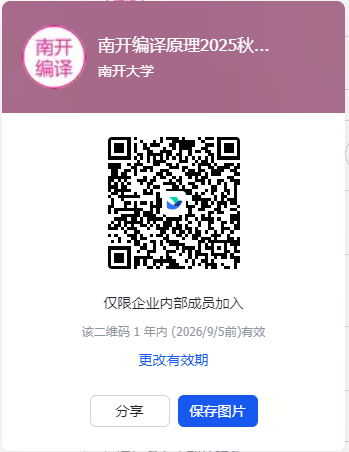 南开
编译
南开编译原理2025秋...
南开大学
仅限企业内部成员加入
该二维码 1 年内 (2026/9/5前)有效
更改有效期
分享
保存图片